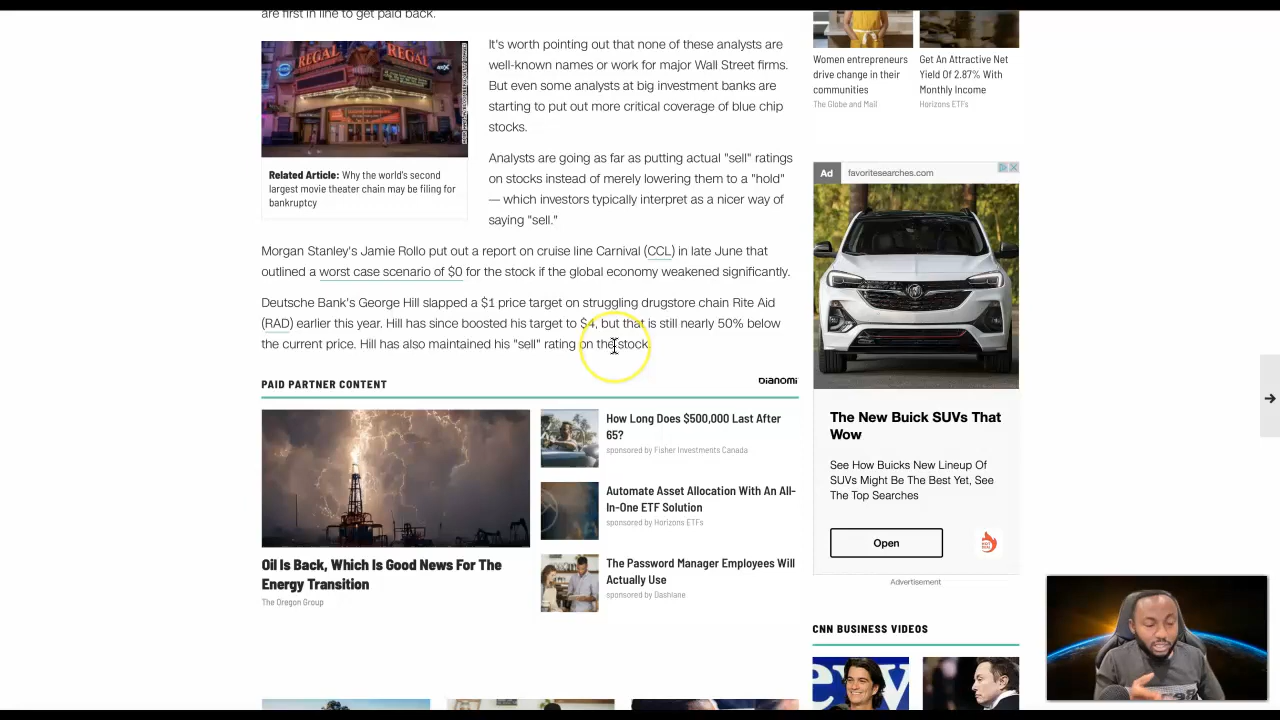 are first in line to get paid back.
REGAL
REGAL
Related Article: Why the world's second
largest movie theater chain may be filing for
bankruptcy
It's worth pointing out that none of these analysts are
well-known names or work for major Wall Street firms.
But even some analysts at big investment banks are
starting to put out more critical coverage of blue chip
stocks.
Analysts are going as far as putting actual "sell" ratings
on stocks instead of merely lowering them to a "hold"
— which investors typically interpret as a nicer way of
saying "sell."
Morgan Stanley's Jamie Rollo put out a report on cruise line Carnival (CCL) in late June that
outlined a worst case scenario of $0 for the stock if the global economy weakened significantly.
Deutsche Bank's George Hill slapped a $1 price target on struggling drugstore chain Rite Aid
(RAD) earlier this year. Hill has since boosted his target to $4, but that is still nearly 50% below
the current price. Hill has also maintained his "sell" rating on the stock.
PAID PARTNER CONTENT
Dianomi
Oil Is Back, Which Is Good News For The
Energy Transition
The Oregon Group
How Long Does $500,000 Last After
65?
sponsored by Fisher Investments Canada
Automate Asset Allocation With An All-
In-One ETF Solution
sponsored by Horizons ETFs
The Password Manager Employees Will
Actually Use
sponsored by Dashlane
Women entrepreneurs
drive change in their
communities
The Globe and Mail
Get An Attractive Net
Yield Of 2.87% With
Monthly Income
Horizons ETFs
Ad
favoritesearches.com
The New Buick SUVs That
Wow
See How Buicks New Lineup Of
SUVs Might Be The Best Yet, See
The Top Searches
Open
Advertisement
CNN BUSINESS VIDEOS